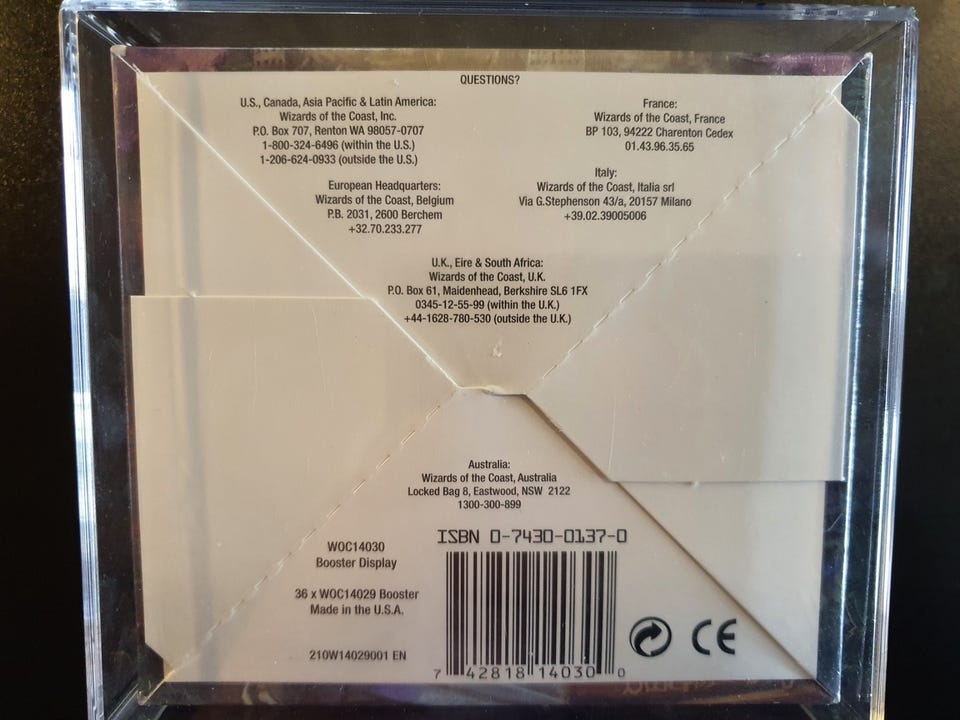 QUESTIONS?
U.S., Canada, Asia Pacific & Latin America:
Wizards of the Coast, Inc.
P.O. Box 707, Renton WA 98057-0707
1-800-324-6496 (within the U.S.)
1-206-624-0933 (outside the U.S.)
France:
Wizards of the Coast, France
BP 103, 94222 Charenton Cedex
01.43.96.35.65
European Headquarters:
Wizards of the Coast, Belgium
P.B. 2031, 2600 Berchem
+32.70.233.277
Italy:
Wizards of the Coast, Italia srl
Via G.Stephenson 43/a, 20157 Milano
+39.02.39005006
U.K., Eire & South Africa:
Wizards of the Coast, U.K.
P.O. Box 61, Maidenhead, Berkshire SL6 1FX
0345-12-55-99 (within the U.K.)
+44-1628-780-530 (outside the U.K.)
Australia:
Wizards of the Coast, Australia
Locked Bag 8, Eastwood, NSW 2122
1300-300-899
WOC14030
Booster Display
36 x WOC14029 Booster
Made in the U.S.A.
210W14029001 EN
ISBN 0-7430-0137-0
7 42818 14030 0
CE